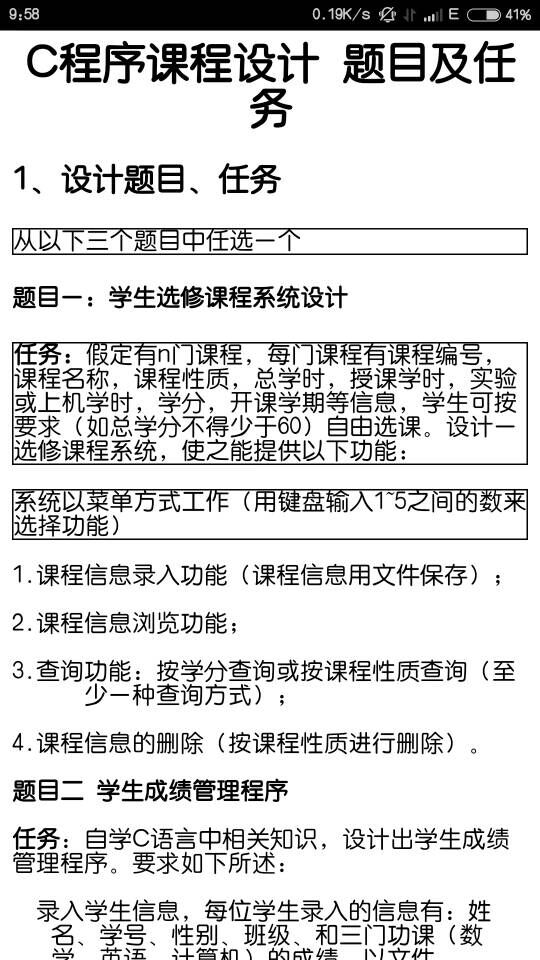 9:58
0.19K/s
E
41%
C程序课程设计 题目及任
务
1、设计题目、任务
从以下三个题目中任选一个
题目一：学生选修课程系统设计
任务：假定有n门课程，每门课程有课程编号，
课程名称，课程性质，总学时，授课学时，实验
或上机学时，学分，开课学期等信息，学生可按
要求（如总学分不得少于60）自由选课。设计一
选修课程系统，使之能提供以下功能：
系统以菜单方式工作（用键盘输入1~5之间的数来
选择功能）
1.课程信息录入功能（课程信息用文件保存）；
2.课程信息浏览功能；
3.查询功能：按学分查询或按课程性质查询（至
少一种查询方式）；
4.课程信息的删除（按课程性质进行删除）。
题目二 学生成绩管理程序
任务：自学C语言中相关知识，设计出学生成绩
管理程序。要求如下所述：
录入学生信息，每位学生录入的信息有：姓
名、学号、性别、班级、和三门功课（数
学、英语、计算机）的成绩，以文件